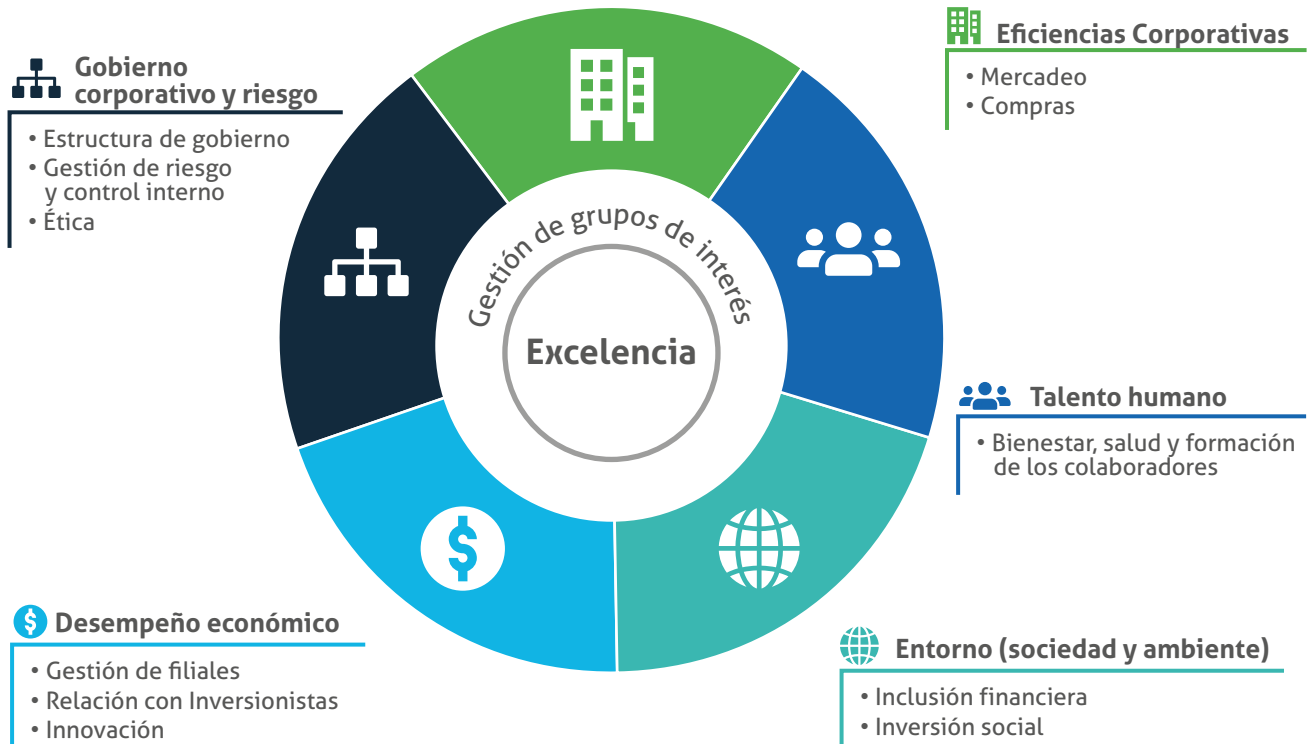 Gobierno
corporativo y riesgo
• Estructura de gobierno
• Gestión de riesgo
y control interno
• Ética
Eficiencias Corporativas
• Mercadeo
• Compras
Gestión de grupos de interés
Excelencia
Talento humano
• Bienestar, salud y formación
de los colaboradores
Desempeño económico
• Gestión de filiales
• Relación con Inversionistas
• Innovación
Entorno (sociedad y ambiente)
• Inclusión financiera
• Inversión social